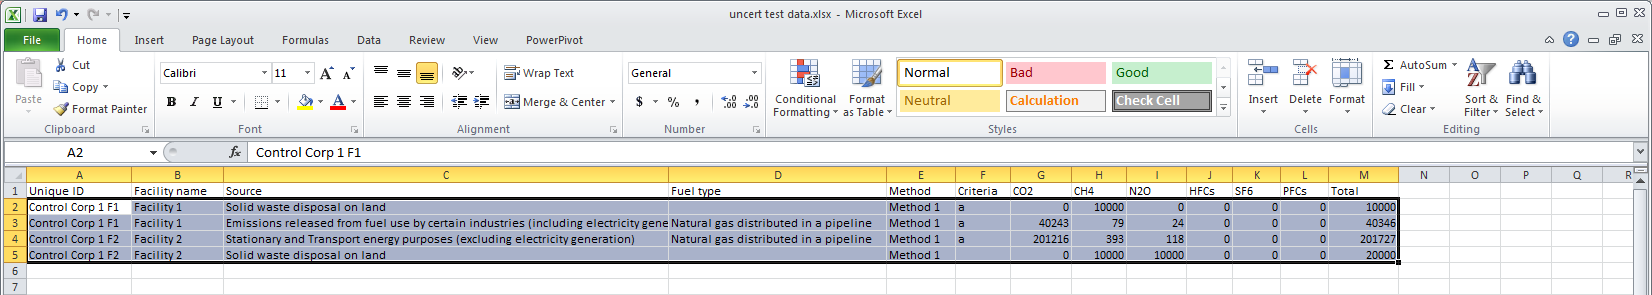 uncert test data.xlsx - Microsoft Excel
File Home Insert Page Layout Formulas Data Review View PowerPivot
Paste
Cut
Copy
Format Painter
Clipboard
Calibri 11
B I U
Font
Wrap Text
Merge & Center
Alignment
General
$ % , .0 .00 .00 .0
Number
Conditional Formatting
Format as Table
Normal Bad Good
Neutral Calculation Check Cell
Styles
Insert Delete Format
Cells
AutoSum
Fill
Clear
Sort & Filter
Find & Select
Editing
A2 fx Control Corp 1 F1
A B C D E F G H I J K L M N O P Q R
1 Unique ID Facility name Source Fuel type Method Criteria CO2 CH4 N2O HFCs SF6 PFCs Total
2 Control Corp 1 F1 Facility 1 Solid waste disposal on land Method 1 a 0 10000 0 0 0 0 10000
3 Control Corp 1 F1 Facility 1 Emissions released from fuel use by certain industries (including electricity gene Natural gas distributed in a pipeline Method 1 a 40243 79 24 0 0 0 40346
4 Control Corp 1 F2 Facility 2 Stationary and Transport energy purposes (excluding electricity generation) Natural gas distributed in a pipeline Method 1 a 201216 393 118 0 0 0 201727
5 Control Corp 1 F2 Facility 2 Solid waste disposal on land Method 1 0 10000 10000 0 0 0 20000
6
7